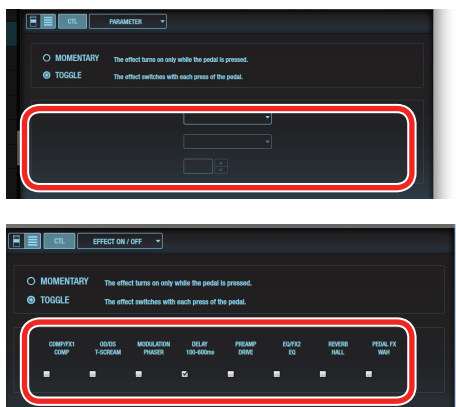 CTL PARAMETER
MOMENTARY The effect turns on only while the pedal is pressed.
TOGGLE The effect switches with each press of the pedal.
CTL EFFECT ON / OFF
MOMENTARY The effect turns on only while the pedal is pressed.
TOGGLE The effect switches with each press of the pedal.
COMP/FX1 OD/DS MODULATION DELAY PREAMP EQ/FX2 REVERB PEDAL FX
COMP T-SCREAM PHASER 100-600ms DRIVE EQ HALL WAH